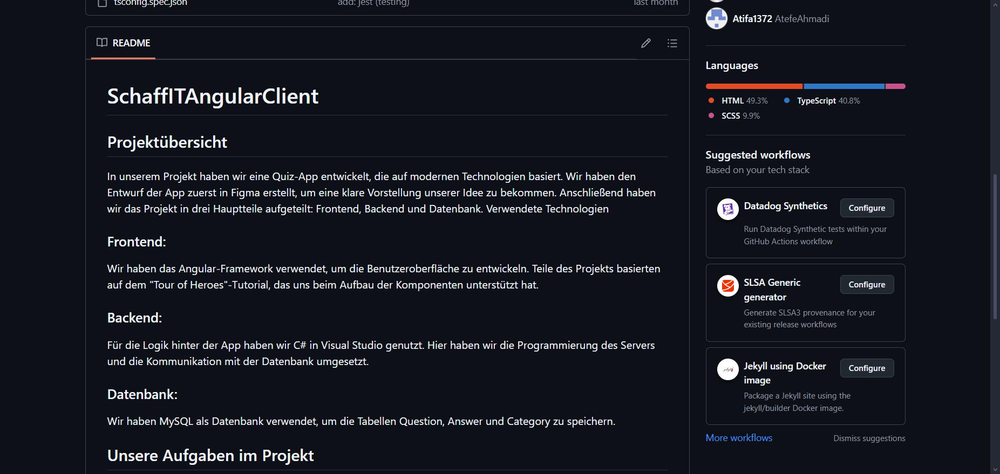 tsconfig.spec.json
add: jest (testing)
last month
README
SchaffITAngularClient
Projektübersicht
In unserem Projekt haben wir eine Quiz-App entwickelt, die auf modernen Technologien basiert. Wir haben den
Entwurf der App zuerst in Figma erstellt, um eine klare Vorstellung unserer Idee zu bekommen. Anschließend haben
wir das Projekt in drei Hauptteile aufgeteilt: Frontend, Backend und Datenbank. Verwendete Technologien
Frontend:
Wir haben das Angular-Framework verwendet, um die Benutzeroberfläche zu entwickeln. Teile des Projekts basierten
auf dem "Tour of Heroes"-Tutorial, das uns beim Aufbau der Komponenten unterstützt hat.
Backend:
Für die Logik hinter der App haben wir C# in Visual Studio genutzt. Hier haben wir die Programmierung des Servers
und die Kommunikation mit der Datenbank umgesetzt.
Datenbank:
Wir haben MySQL als Datenbank verwendet, um die Tabellen Question, Answer und Category zu speichern.
Unsere Aufgaben im Projekt
Atifa1372 AtefeAhmadi
Languages
HTML 49.3% TypeScript 40.8%
SCSS 9.9%
Suggested workflows
Based on your tech stack
Datadog Synthetics
Configure
Run Datadog Synthetic tests within your
GitHub Actions workflow
SLSA Generic
generator
Configure
Generate SLSA3 provenance for your
existing release workflows
Jekyll using Docker
image
Configure
Package a Jekyll site using the
jekyll/builder Docker image.
More workflows
Dismiss suggestions